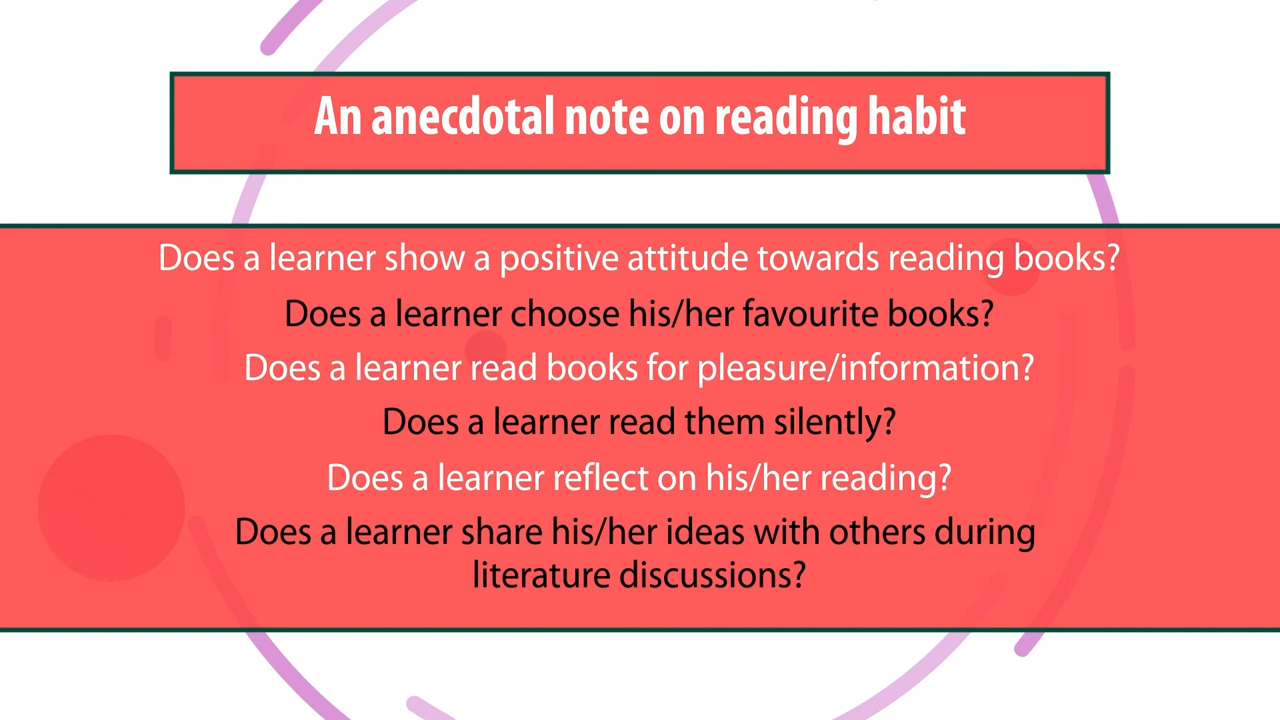 An anecdotal note on reading habit
Does a learner show a positive attitude towards reading books?
Does a learner choose his/her favourite books?
Does a learner read books for pleasure/information?
Does a learner read them silently?
Does a learner reflect on his/her reading?
Does a learner share his/her ideas with others during
literature discussions?